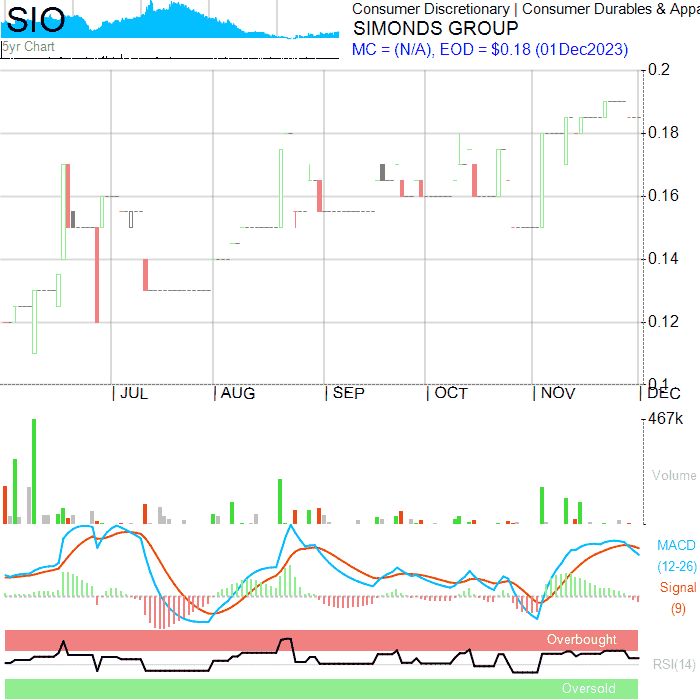 SIO
5yr Chart
Consumer Discretionary | Consumer Durables & Appa
SIMONDS GROUP
MC = (N/A), EOD = $0.18 (01Dec2023)
0.2
0.18
0.16
0.14
0.12
0.1
JUL AUG SEP OCT NOV DEC
467k
Volume
MACD
(12-26)
Signal
(9)
Overbought
RSI(14)
Oversold